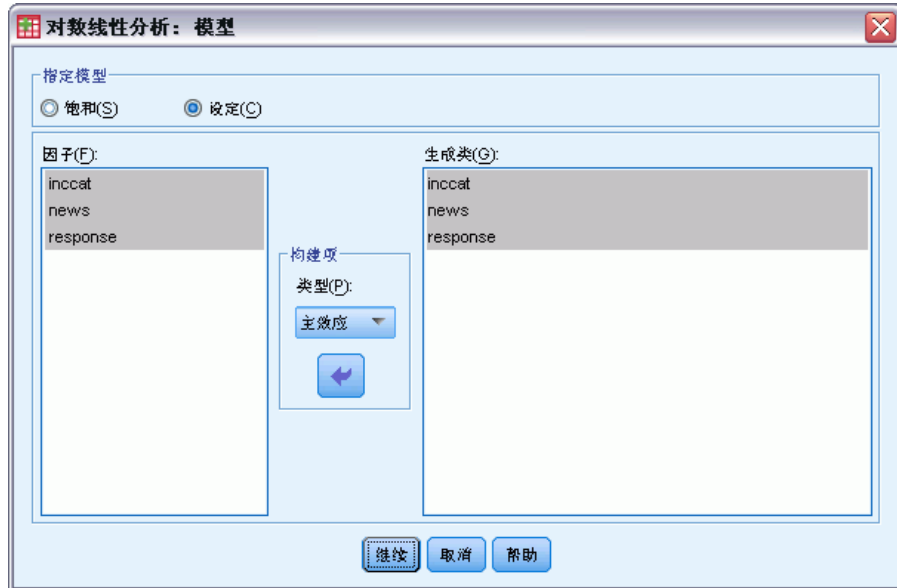 对数线性分析：模型
指定模型
饱和(S) 设定(C)
因子(F):
inccat
news
response
构建项
类型(P):
主效应
生成类(G):
inccat
news
response
继续 取消 帮助